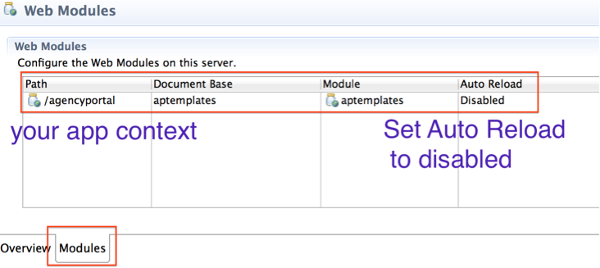 Web Modules
Web Modules
Configure the Web Modules on this server.
Path Document Base Module Auto Reload
/agencyportal aptemplates aptemplates Disabled
your app context
Set Auto Reload
to disabled
Overview Modules